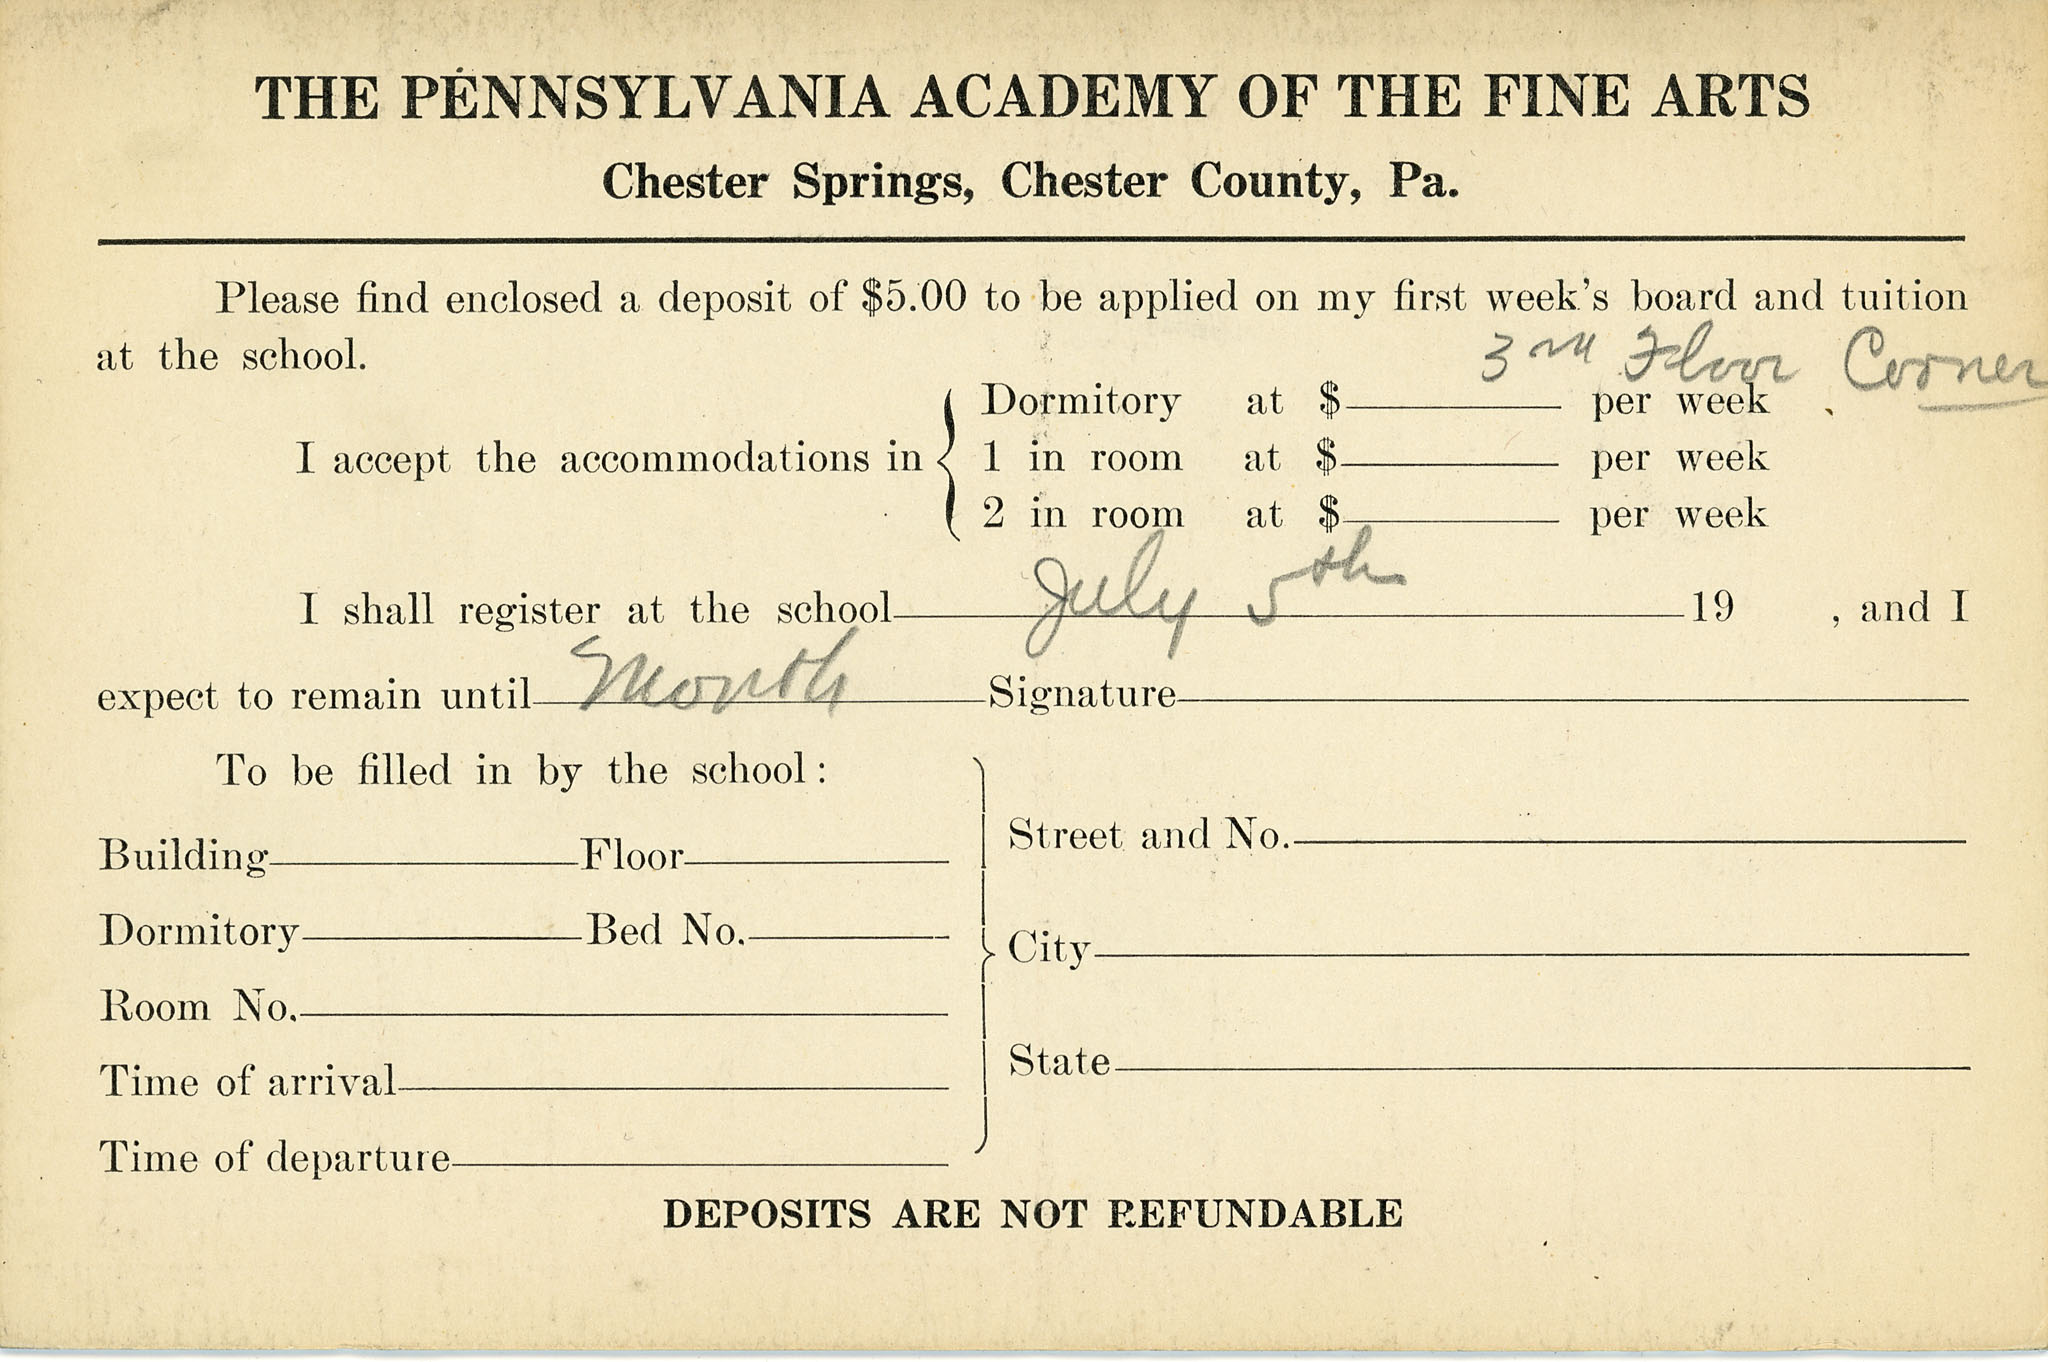 THE PENNSYLVANIA ACADEMY OF THE FINE ARTS
Chester Springs, Chester County, Pa.
Please find enclosed a deposit of $5.00 to be applied on my first week's board and tuition
at the school.
3rd Floor Corner
Dormitory at $ per week
I accept the accommodations in 1 in room at $ per week
2 in room at $ per week
I shall register at the school July 5th 19 , and I
expect to remain until Month Signature
To be filled in by the school:
Building Floor
Street and No.
Dormitory Bed No.
City
Room No.
State
Time of arrival
Time of departure
DEPOSITS ARE NOT REFUNDABLE